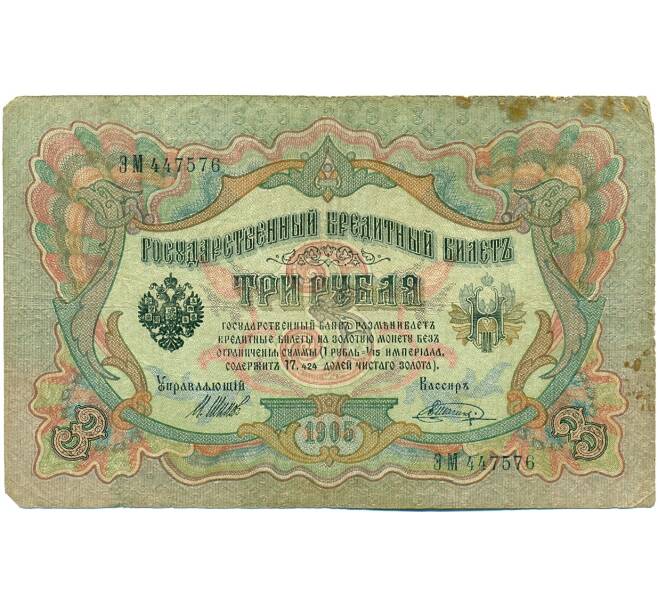 ЭМ 447576
Государственный кредитный билетъ
ТРИ РУБЛЯ
ГОСУДАРСТВЕННЫЙ БАНКЪ РАЗМѢНИВАЕТЪ
КРЕДИТНЫЕ БИЛЕТЫ НА ЗОЛОТУЮ МОНЕТУ БЕЗЪ
ОГРАНИЧЕНІЯ СУММЫ (1 РУБЛЬ = 1/15 ИМПЕРІАЛА,
СОДЕРЖИТЪ 17,424 ДОЛЕЙ ЧИСТАГО ЗОЛОТА).
Управляющій Кассиръ
И. Шипов
3 1905 3
ЭМ 447576